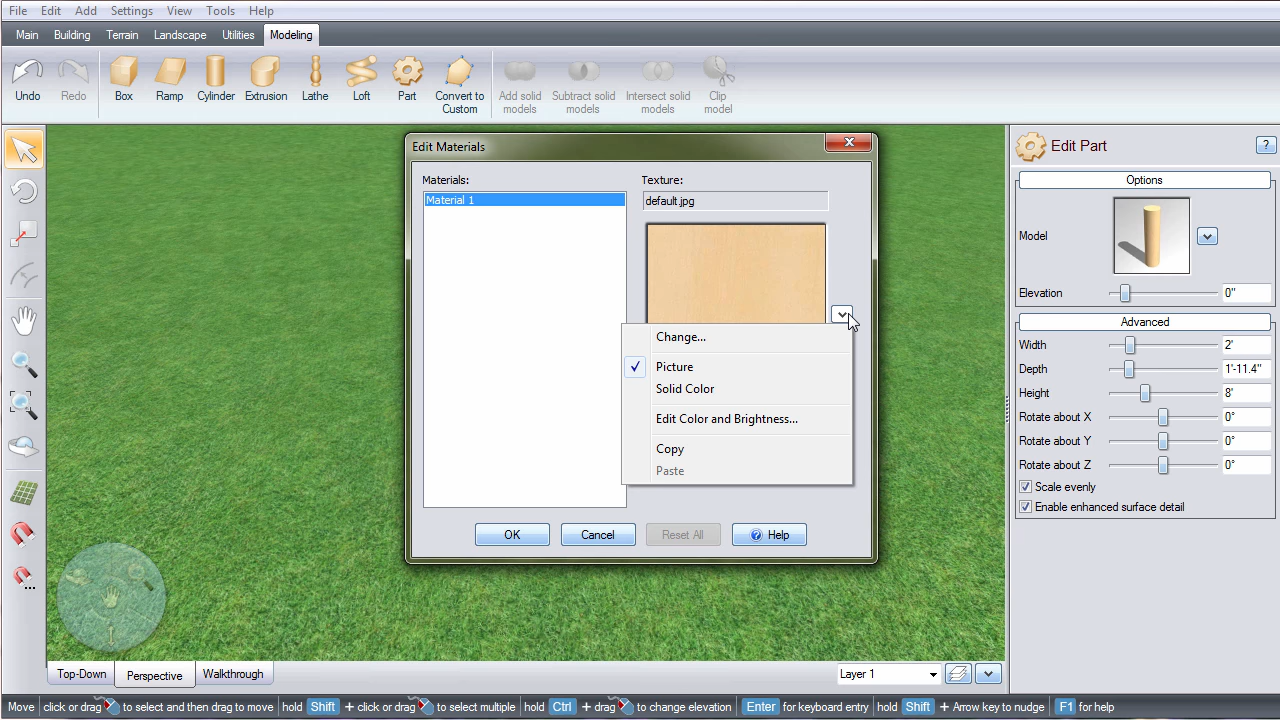 File Edit Add Settings View Tools Help
Main Building Terrain Landscape Utilities Modeling
Undo Redo Box Ramp Cylinder Extrusion Lathe Loft Part Convert to Custom Add solid models Subtract solid models Intersect solid models Clip model
Edit Materials
Materials:
Material 1
Texture:
default.jpg
Change...
Picture
Solid Color
Edit Color and Brightness...
Copy
Paste
OK Cancel Reset All ? Help
Edit Part ?
Options
Model
Elevation 0"
Advanced
Width 2'
Depth 1'-11.4"
Height 8'
Rotate about X 0°
Rotate about Y 0°
Rotate about Z 0°
Scale evenly
Enable enhanced surface detail
Top-Down Perspective Walkthrough
Layer 1
Move click or drag to select and then drag to move hold Shift + click or drag to select multiple hold Ctrl + drag to change elevation Enter for keyboard entry hold Shift + Arrow key to nudge F1 for help